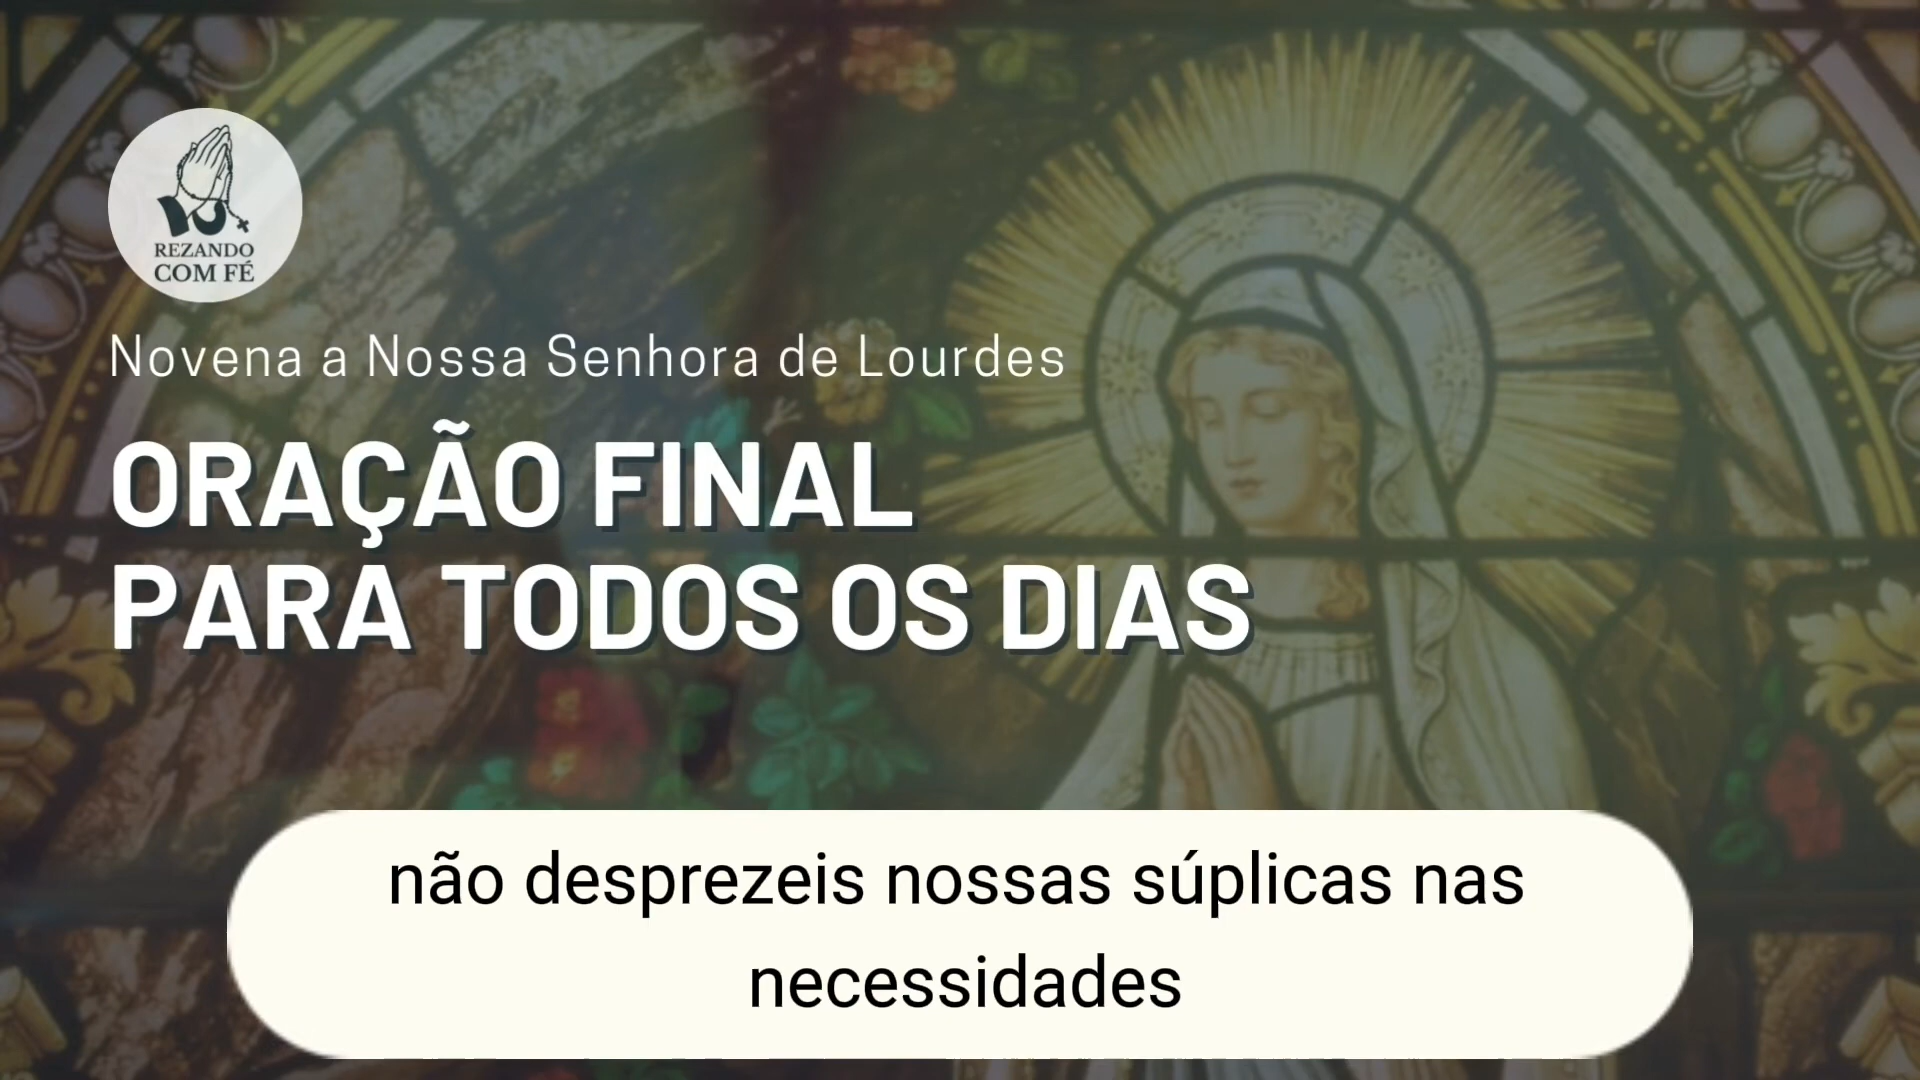 REZANDO
COM FÉ
Novena a Nossa Senhora de Lourdes
ORAÇÃO FINAL
PARA TODOS OS DIAS
não desprezeis nossas súplicas nas
necessidades